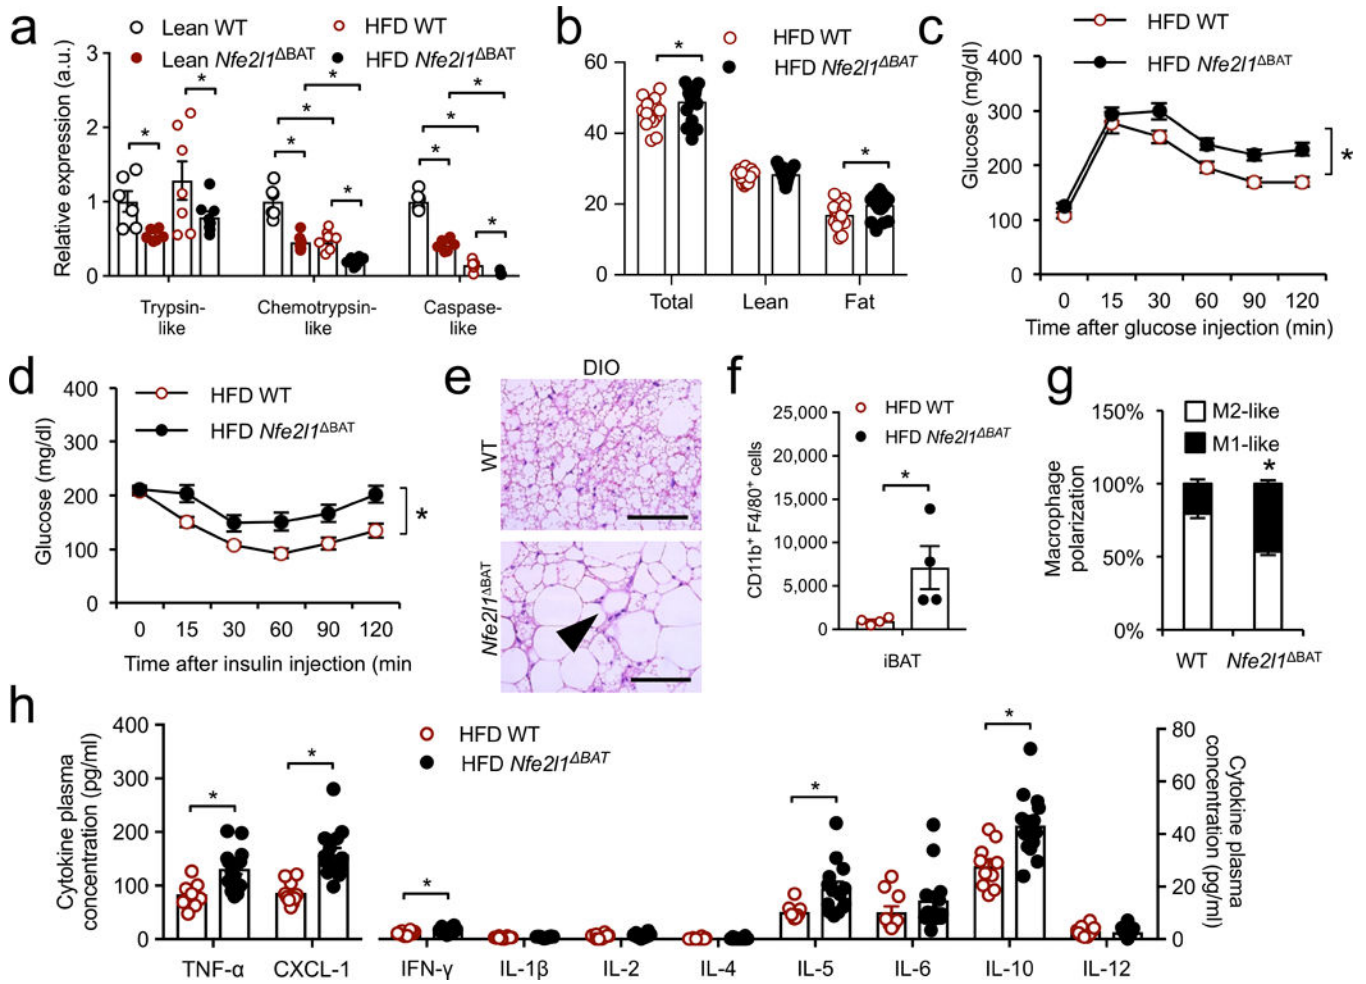 a
Lean WT
HFD WT
Lean Nfe2l1ΔBAT
HFD Nfe2l1ΔBAT
Relative expression (a.u.)
3
2
1
0
*
*
*
*
*
*
*
*
*
*
Trypsin-
like
Chemotrypsin-
like
Caspase-
like
b
HFD WT
HFD Nfe2l1ΔBAT
60
40
20
0
*
*
Total
Lean
Fat
c
HFD WT
HFD Nfe2l1ΔBAT
Glucose (mg/dl)
400
300
200
100
0
*
0 15 30 60 90 120
Time after glucose injection (min)
d
HFD WT
HFD Nfe2l1ΔBAT
Glucose (mg/dl)
400
300
200
100
0
*
0 15 30 60 90 120
Time after insulin injection (min
e
DIO
WT
Nfe2l1ΔBAT
f
HFD WT
HFD Nfe2l1ΔBAT
CD11b+ F4/80+ cells
25,000
20,000
15,000
10,000
5,000
0
*
iBAT
g
M2-like
M1-like
Macrophage
polarization
150%
100%
50%
0%
*
WT
Nfe2l1ΔBAT
h
HFD WT
HFD Nfe2l1ΔBAT
Cytokine plasma
concentration (pg/ml)
400
300
200
100
0
*
*
*
*
*
80
60
40
20
0
Cytokine plasma
concentration (pg/ml)
TNF-α CXCL-1 IFN-γ IL-1β IL-2 IL-4 IL-5 IL-6 IL-10 IL-12